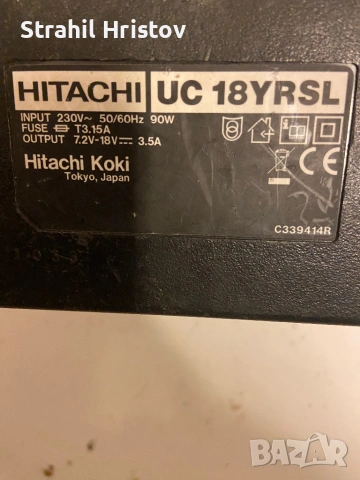 Strahil Hristov
HITACHI UC 18YRSL
INPUT 230V~ 50/60Hz 90W
FUSE T3.15A
OUTPUT 7.2V-18V⎓ 3.5A
Hitachi Koki
Tokyo, Japan
CE
C339414R
BAZAR